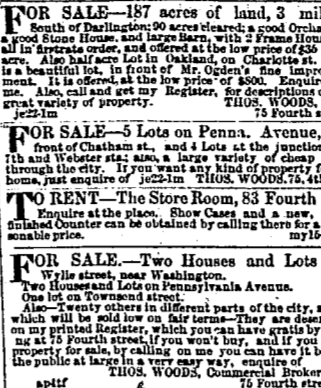 FOR SALE—187 acres of land, 3 mil
South of Darlington; 90 acres cleared; a good Orcha
a good Stone House, and large Barn, with 2 Frame Hous
all in firstrate order, and offered at the low price of $36
acre. Also half acre Lot in Oakland, on Charlotte st.
is a beautiful lot, in front of Mr. Ogden's fine impr
ment. It is offered, at the low price of $800. Enquir
me. Also, call and get my Register, for descriptions o
great variety of property. THOS. WOODS,
je22-1m 75 Fourth s
FOR SALE—5 Lots on Penna. Avenue,
front of Chatham st., and 4 Lots at the junction
7th and Webster sts.; also, a large variety of cheap
through the city. If you want any kind of property f
home, just enquire of je22-1m THOS. WOODS, 75, 4th
TO RENT—The Store Room, 83 Fourth
Enquire at the place. Show Cases and a new,
finished Counter can be obtained by calling there for a
sonable price. my15
FOR SALE.—Two Houses and Lots
Wylie street, near Washington.
Two Houses and Lots on Pennsylvania Avenue.
One lot on Townsend street.
Also—Twenty others in different parts of the city, s
which will be sold low on fair terms—They are desc
on my printed Register, which you can have gratis by
ng at 75 Fourth street, if you won't buy, and if you
property for sale, by calling on me you can have it b
the public at large in a very easy way, enquire of
THOS. WOODS, Commercial Broker
75 Fourth